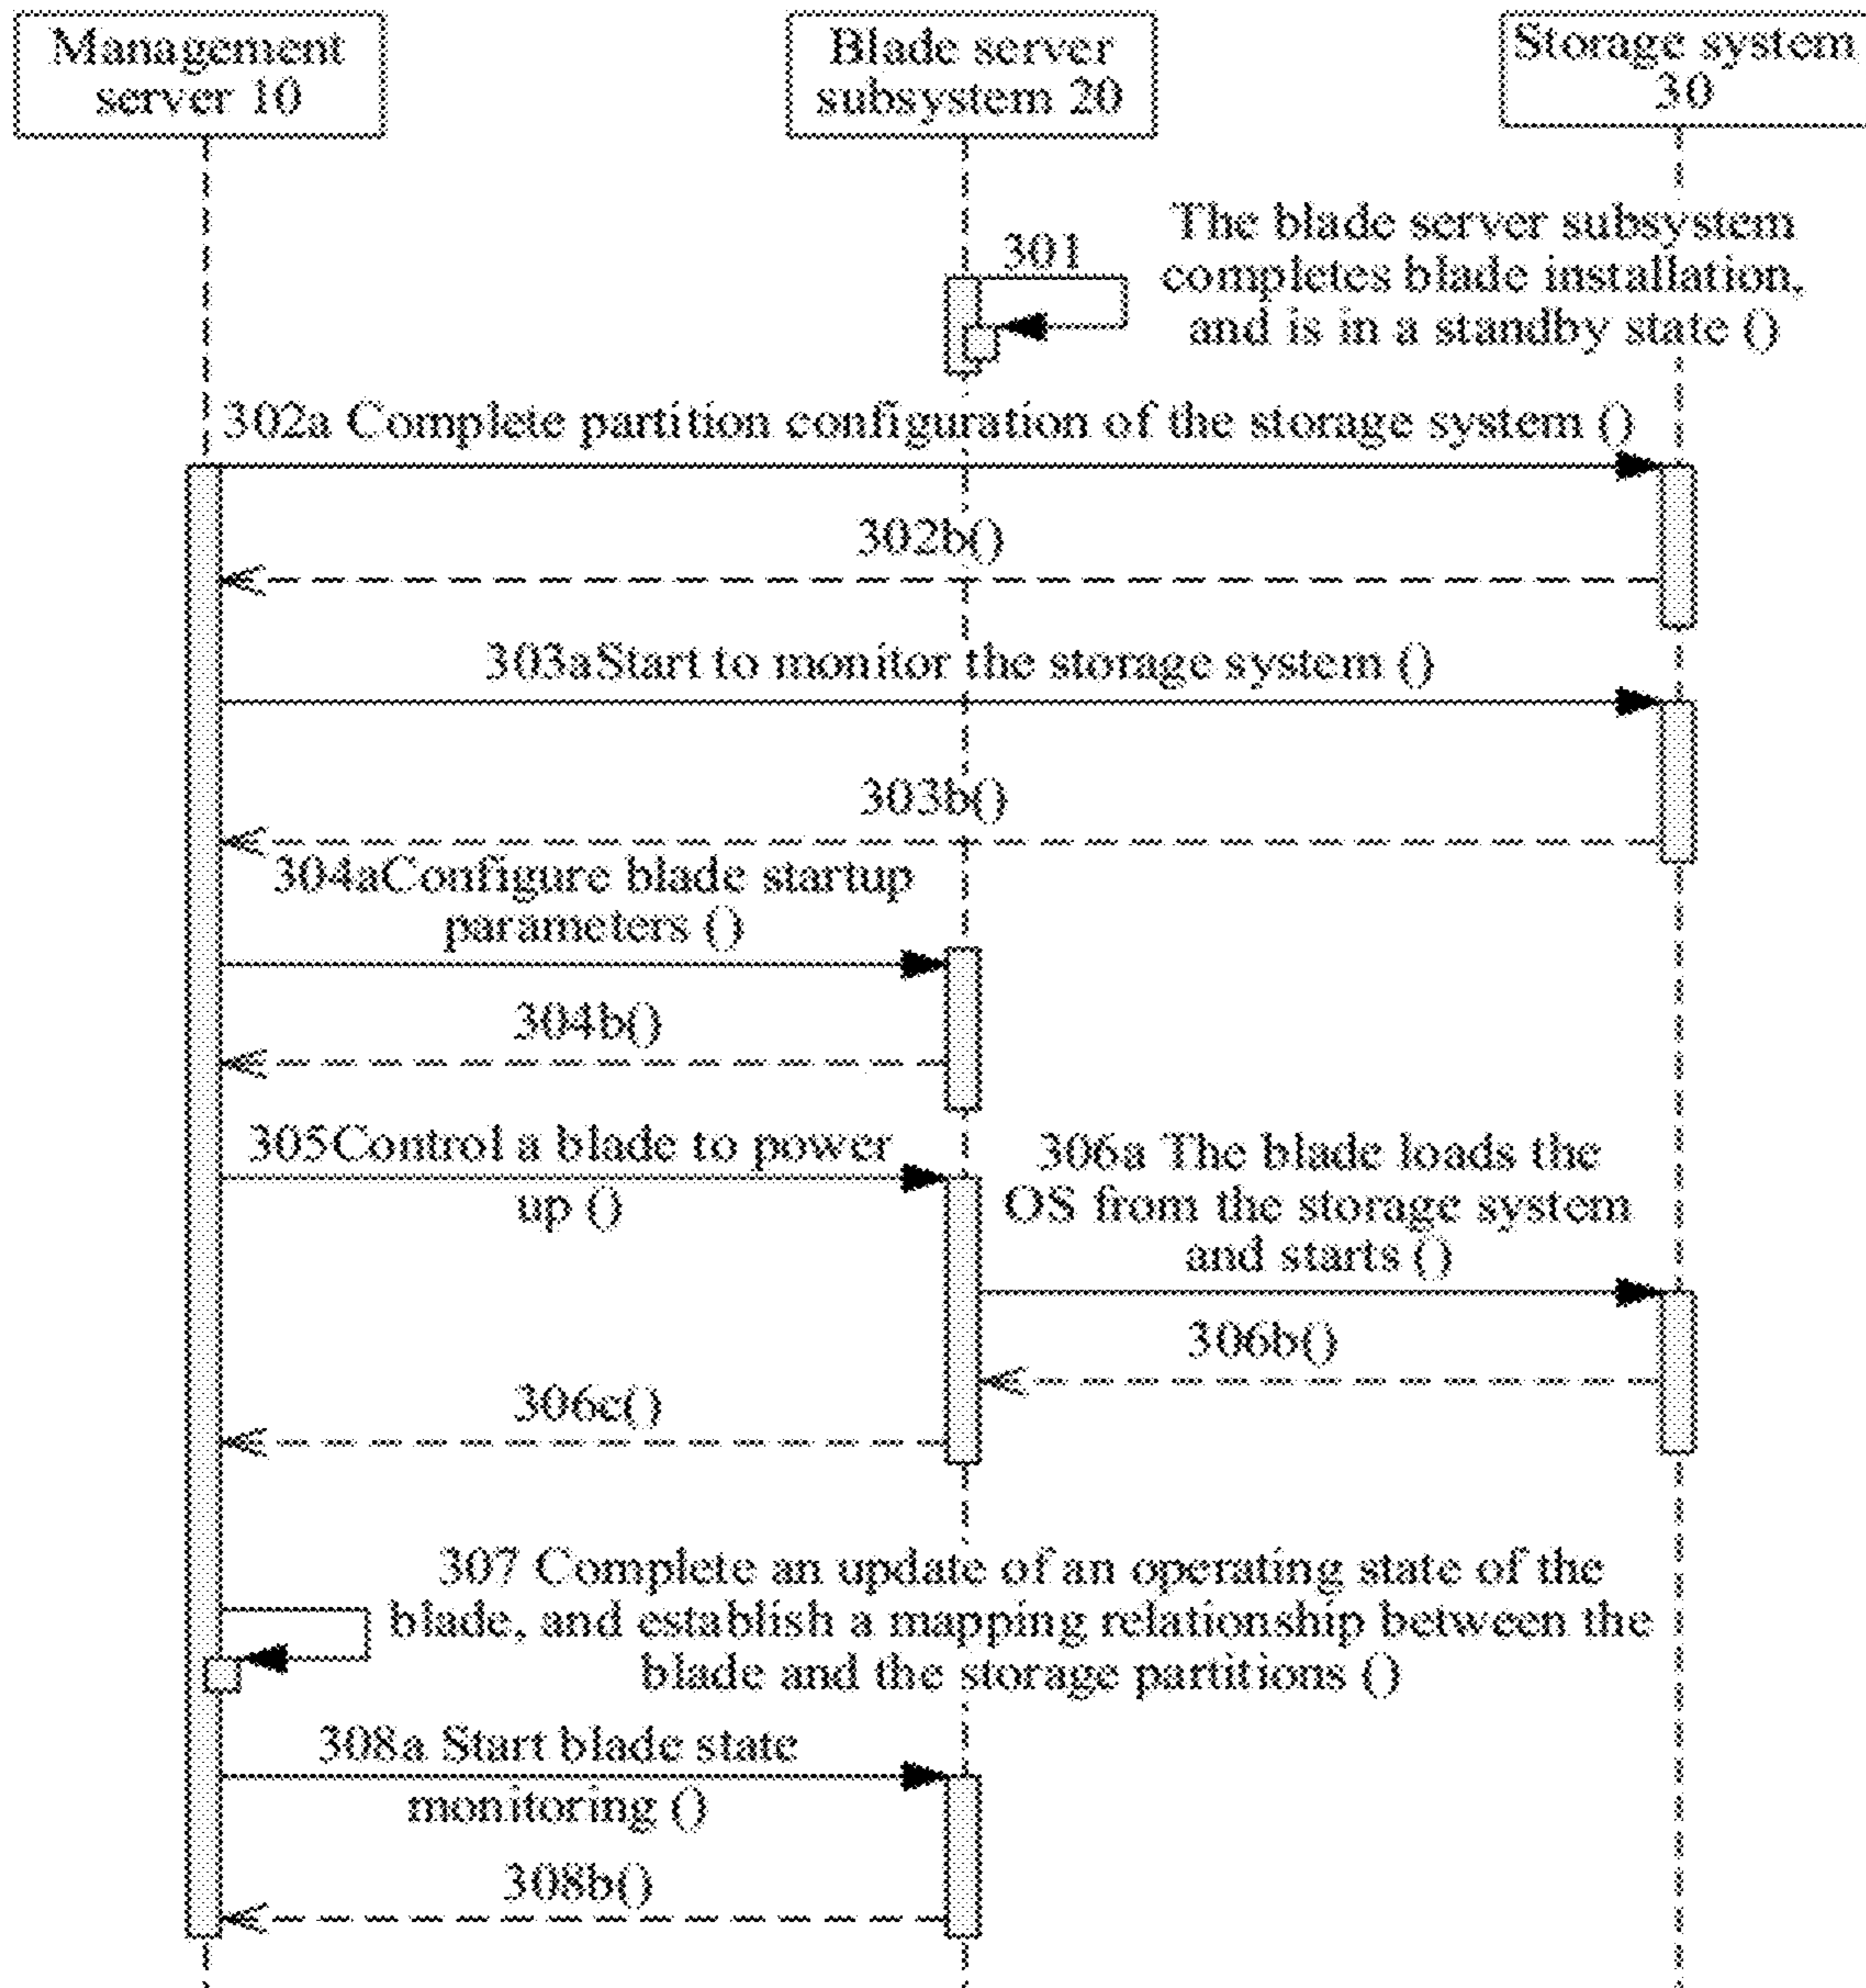 Management
server 10
Blade server
subsystem 20
Storage system
30
301
The blade server subsystem
completes blade installation,
and is in a standby state ()
302a Complete partition configuration of the storage system ()
302b()
303aStart to monitor the storage system ()
303b()
304aConfigure blade startup
parameters ()
304b()
305Control a blade to power
up ()
306a The blade loads the
OS from the storage system
and starts ()
306b()
306c()
307 Complete an update of an operating state of the
blade, and establish a mapping relationship between the
blade and the storage partitions ()
308a Start blade state
monitoring ()
308b()